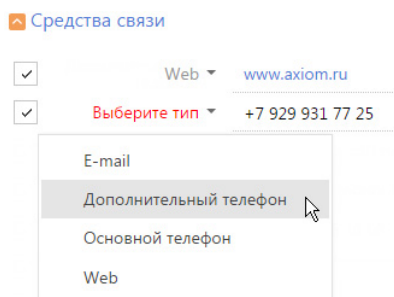 Средства связи
Web www.axiom.ru
Выберите тип +7 929 931 77 25
E-mail
Дополнительный телефон
Основной телефон
Web